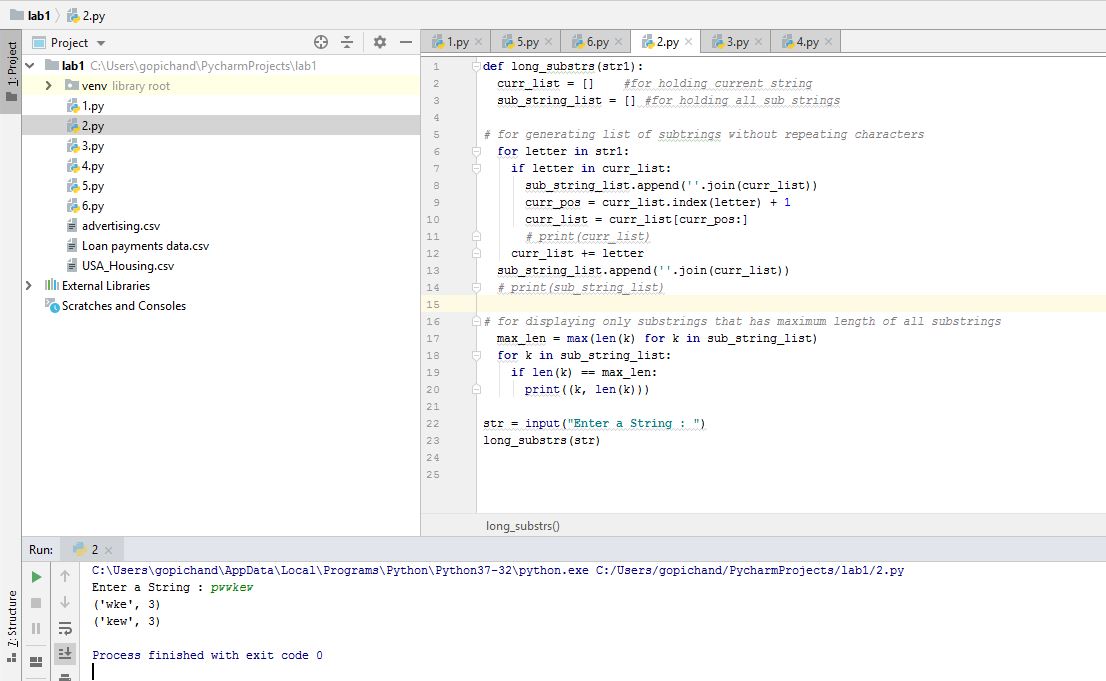 lab1 2.py
1: Project
Project
lab1 C:\Users\gopichand\PycharmProjects\lab1
venv library root
1.py
2.py
3.py
4.py
5.py
6.py
advertising.csv
Loan payments data.csv
USA_Housing.csv
External Libraries
Scratches and Consoles
1.py 5.py 6.py 2.py 3.py 4.py
1 def long_substrs(str1):
2 curr_list = [] #for holding current string
3 sub_string_list = [] #for holding all sub strings
4
5 # for generating list of subtrings without repeating characters
6 for letter in str1:
7 if letter in curr_list:
8 sub_string_list.append(''.join(curr_list))
9 curr_pos = curr_list.index(letter) + 1
10 curr_list = curr_list[curr_pos:]
11 # print(curr_list)
12 curr_list += letter
13 sub_string_list.append(''.join(curr_list))
14 # print(sub_string_list)
15
16 # for displaying only substrings that has maximum length of all substrings
17 max_len = max(len(k) for k in sub_string_list)
18 for k in sub_string_list:
19 if len(k) == max_len:
20 print((k, len(k)))
21
22 str = input("Enter a String : ")
23 long_substrs(str)
24
25
long_substrs()
Run: 2
7: Structure
C:\Users\gopichand\AppData\Local\Programs\Python\Python37-32\python.exe C:/Users/gopichand/PycharmProjects/lab1/2.py
Enter a String : pwwkew
('wke', 3)
('kew', 3)
Process finished with exit code 0